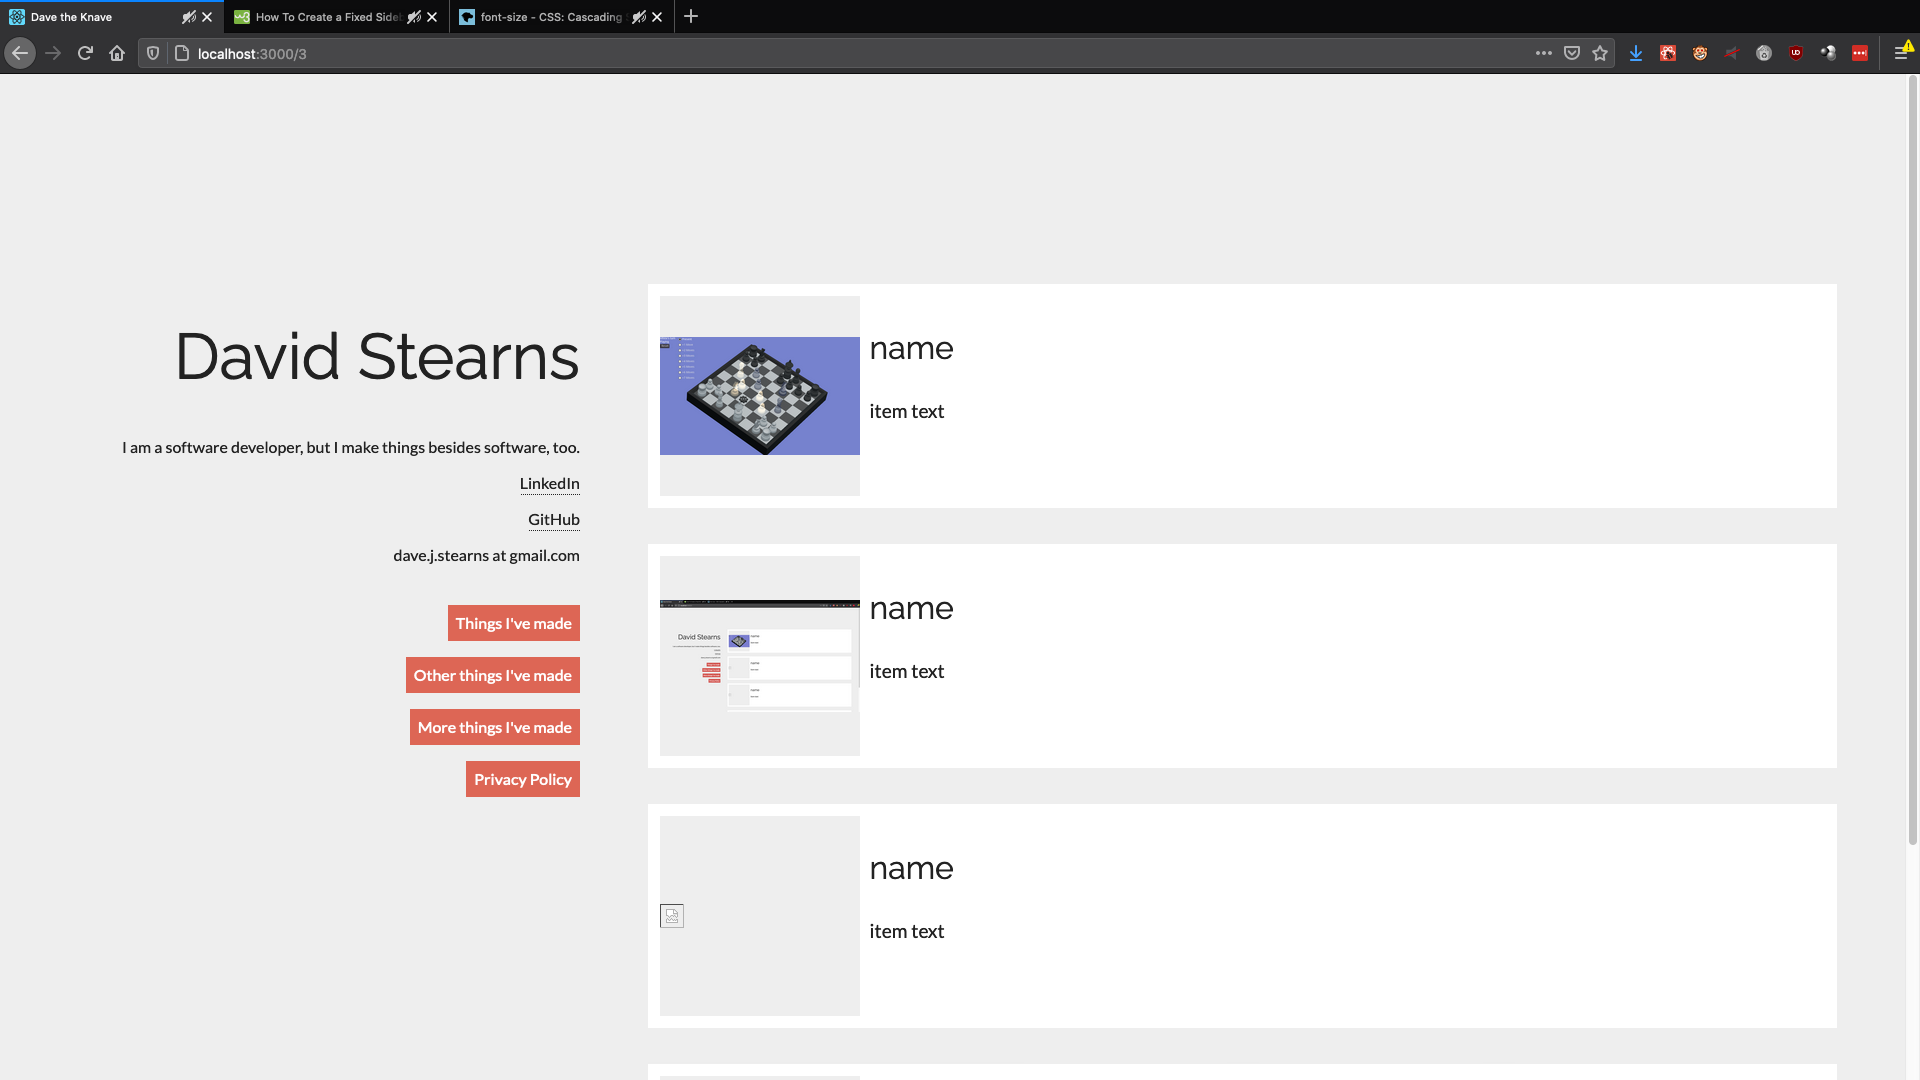 Dave the Knave
How To Create a Fixed Side
font-size - CSS: Cascading
localhost:3000/3
David Stearns
I am a software developer, but I make things besides software, too.
LinkedIn
GitHub
dave.j.stearns at gmail.com
Things I've made
Other things I've made
More things I've made
Privacy Policy
name
item text
David Stearns
name
name
name
name
item text
name
item text